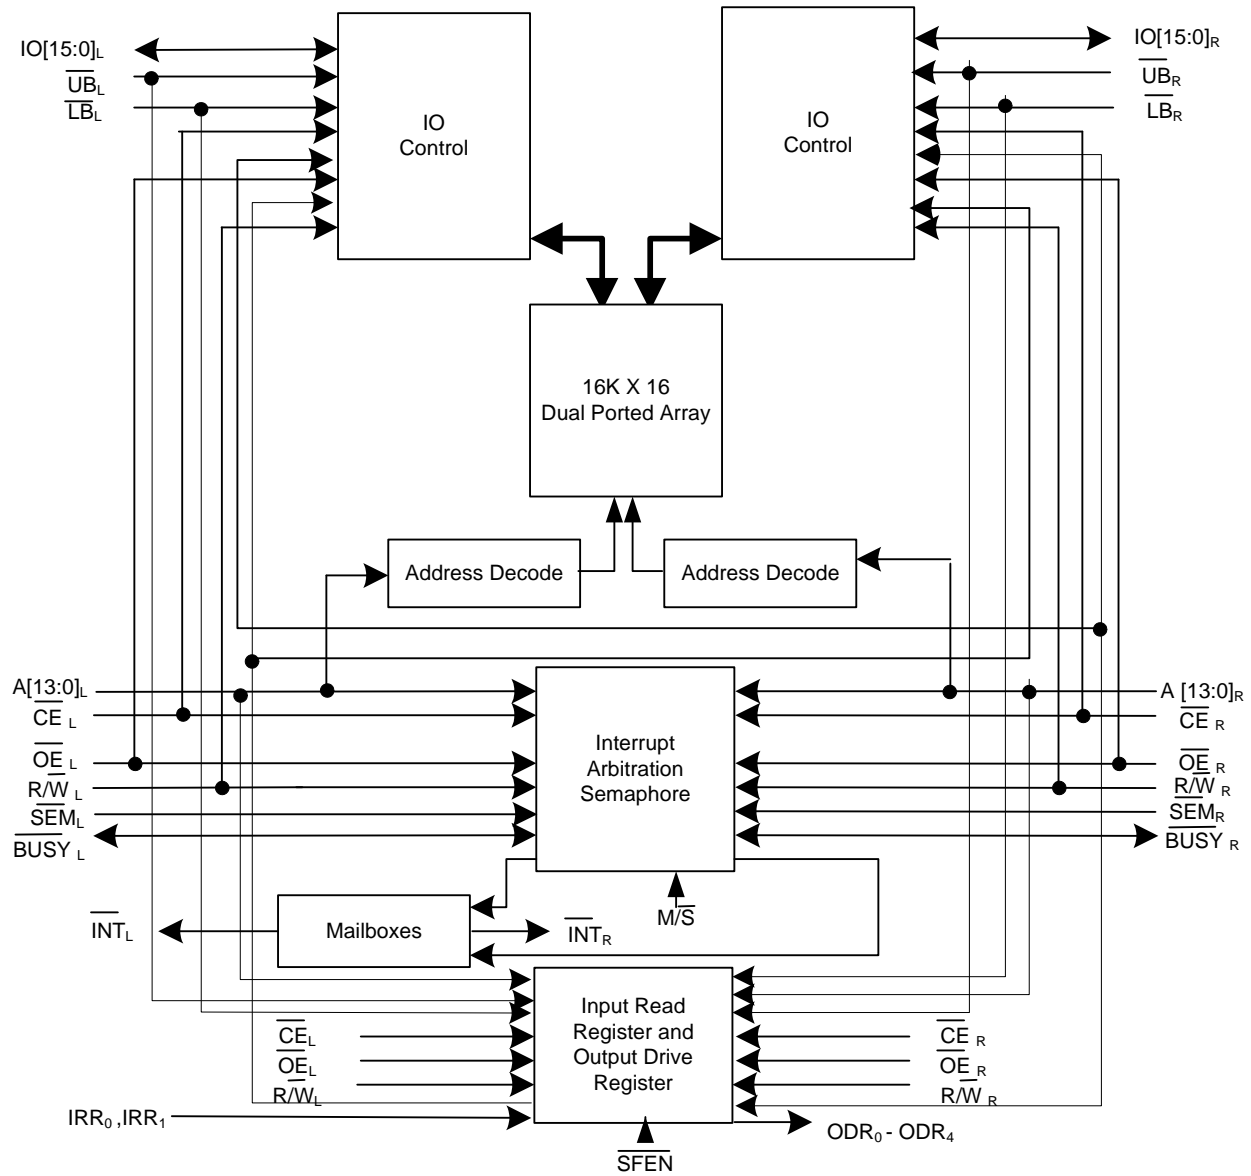 IO[15:0]L
UBL
LBL
IO
Control
IO
Control
IO[15:0]R
UBR
LBR
16K X 16
Dual Ported Array
Address Decode
Address Decode
A[13:0]L
CE L
OE L
R/W L
SEML
BUSY L
Interrupt
Arbitration
Semaphore
A [13:0]R
CE R
OE R
R/W R
SEMR
BUSY R
M/S
INTL
Mailboxes
INTR
Input Read
Register and
Output Drive
Register
CEL
OEL
R/WL
CE R
OE R
R/W R
IRR0 ,IRR1
ODR0 - ODR4
SFEN